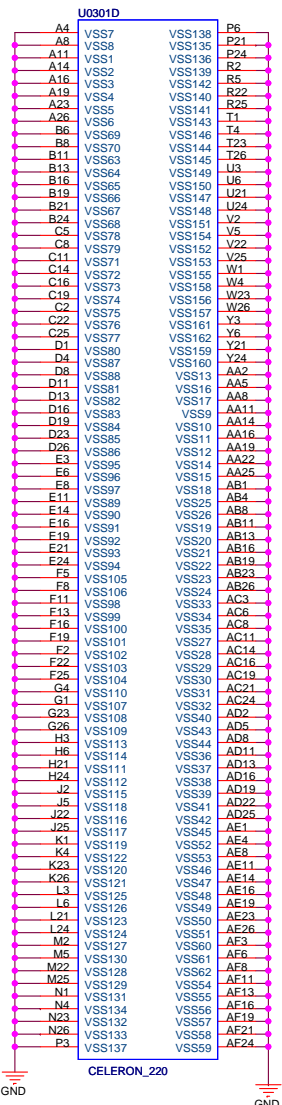 U0301D
A4 VSS7 VSS138 P6
A8 VSS8 VSS135 P21
A11 VSS1 VSS136 P24
A14 VSS2 VSS139 R2
A16 VSS3 VSS142 R5
A19 VSS4 VSS140 R22
A23 VSS5 VSS141 R25
A26 VSS6 VSS143 T1
B6 VSS69 VSS146 T4
B8 VSS70 VSS144 T23
B11 VSS63 VSS145 T26
B13 VSS64 VSS149 U3
B16 VSS65 VSS150 U6
B19 VSS66 VSS147 U21
B21 VSS67 VSS148 U24
B24 VSS68 VSS151 V2
C5 VSS78 VSS154 V5
C8 VSS79 VSS152 V22
C11 VSS71 VSS153 V25
C14 VSS72 VSS155 W1
C16 VSS73 VSS158 W4
C19 VSS74 VSS156 W23
C2 VSS75 VSS157 W26
C22 VSS76 VSS161 Y3
C25 VSS77 VSS162 Y6
D1 VSS80 VSS159 Y21
D4 VSS87 VSS160 Y24
D8 VSS88 VSS13 AA2
D11 VSS81 VSS16 AA5
D13 VSS82 VSS17 AA8
D16 VSS83 VSS9 AA11
D19 VSS84 VSS10 AA14
D23 VSS85 VSS11 AA16
D26 VSS86 VSS12 AA19
E3 VSS95 VSS14 AA22
E6 VSS96 VSS15 AA25
E8 VSS97 VSS18 AB1
E11 VSS89 VSS25 AB4
E14 VSS90 VSS26 AB8
E16 VSS91 VSS19 AB11
E19 VSS92 VSS20 AB13
E21 VSS93 VSS21 AB16
E24 VSS94 VSS22 AB19
F5 VSS105 VSS23 AB23
F8 VSS106 VSS24 AB26
F11 VSS98 VSS33 AC3
F13 VSS99 VSS34 AC6
F16 VSS100 VSS35 AC8
F19 VSS101 VSS27 AC11
F2 VSS102 VSS28 AC14
F22 VSS103 VSS29 AC16
F25 VSS104 VSS30 AC19
G4 VSS110 VSS31 AC21
G1 VSS107 VSS32 AC24
G23 VSS108 VSS40 AD2
G26 VSS109 VSS43 AD5
H3 VSS113 VSS44 AD8
H6 VSS114 VSS36 AD11
H21 VSS111 VSS37 AD13
H24 VSS112 VSS38 AD16
J2 VSS115 VSS39 AD19
J5 VSS118 VSS41 AD22
J22 VSS116 VSS42 AD25
J25 VSS117 VSS45 AE1
K1 VSS119 VSS52 AE4
K4 VSS122 VSS53 AE8
K23 VSS120 VSS46 AE11
K26 VSS121 VSS47 AE14
L3 VSS125 VSS48 AE16
L6 VSS126 VSS49 AE19
L21 VSS123 VSS50 AE23
L24 VSS124 VSS51 AE26
M2 VSS127 VSS60 AF3
M5 VSS130 VSS61 AF6
M22 VSS128 VSS62 AF8
M25 VSS129 VSS54 AF11
N1 VSS131 VSS55 AF13
N4 VSS134 VSS56 AF16
N23 VSS132 VSS57 AF19
N26 VSS133 VSS58 AF21
P3 VSS137 VSS59 AF24
CELERON_220
GND
GND